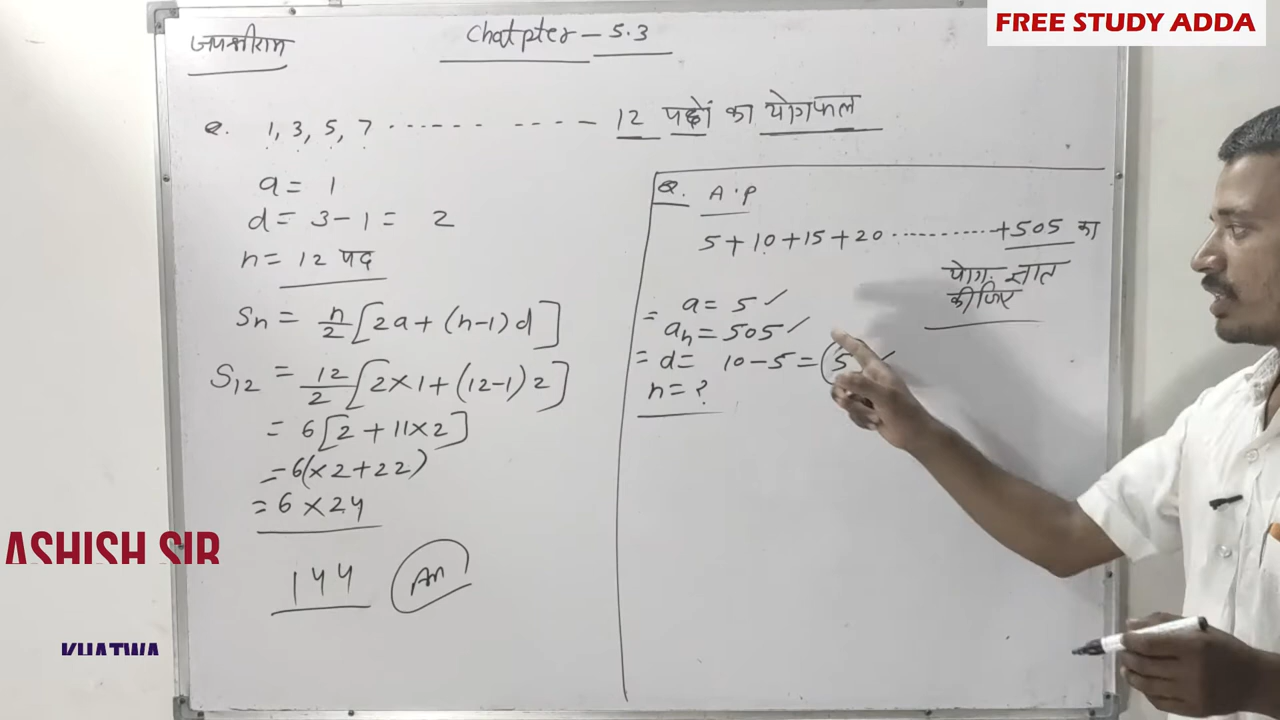 FREE STUDY ADDA
जयश्रीराम
Chatpter - 5.3
Q. 1, 3, 5, 7 ------ ---- 12 पदों का योगफल
a = 1
d = 3-1 = 2
n = 12 पद
Sn = n/2 [2a + (n-1) d]
S12 = 12/2 [2×1 + (12-1) 2]
= 6[2 + 11×2]
= 6(×2+22)
= 6×24
144 An
Q. A.P
5+10+15+20 ..........+505 का
योग ज्ञात
कीजिए
= a = 5 ✓
an = 505 ✓
= d = 10-5 = 5 ✓
n = ?
ASHISH SIR
KHATWA